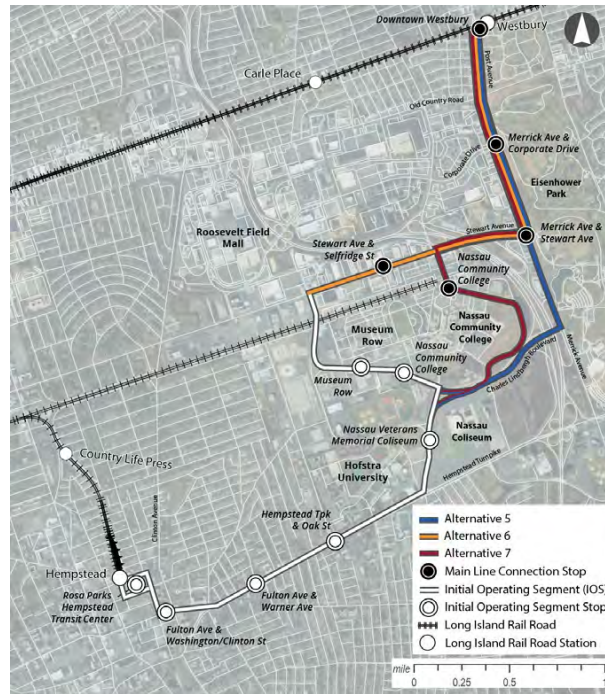 Downtown Westbury
Westbury
Carle Place
Post Avenue
Old Country Road
Merrick Ave &
Corporate Drive
Corporate Drive
Eisenhower
Park
Roosevelt Field
Mall
Stewart Avenue
Merrick Ave &
Stewart Ave
Stewart Ave &
Selfridge St
Nassau
Community
College
Nassau
Community
College
Museum
Row
Nassau
Community
College
Museum
Row
Charles Lindbergh Boulevard
Merrick Avenue
Nassau
Coliseum
Nassau Veterans
Memorial Coliseum
Hempstead Turnpike
Hofstra
University
Country Life Press
Clinton Avenue
Hempstead Tpk
& Oak St
Hempstead
Rosa Parks
Hempstead
Transit Center
Fulton Ave &
Warner Ave
Fulton Ave &
Washington/Clinton St
Alternative 5
Alternative 6
Alternative 7
Main Line Connection Stop
Initial Operating Segment (IOS)
Initial Operating Segment Stop
Long Island Rail Road
Long Island Rail Road Station
mile
0 0.25 0.5 1